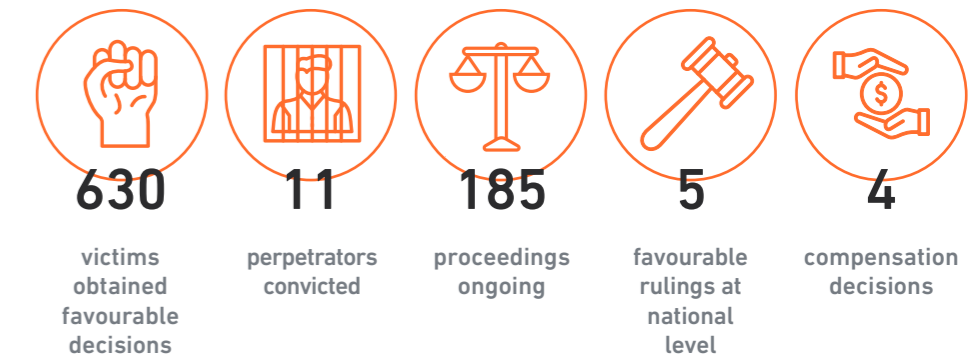 630
victims
obtained
favourable
decisions
11
perpetrators
convicted
185
proceedings
ongoing
5
favourable
rulings at
national
level
$
4
compensation
decisions